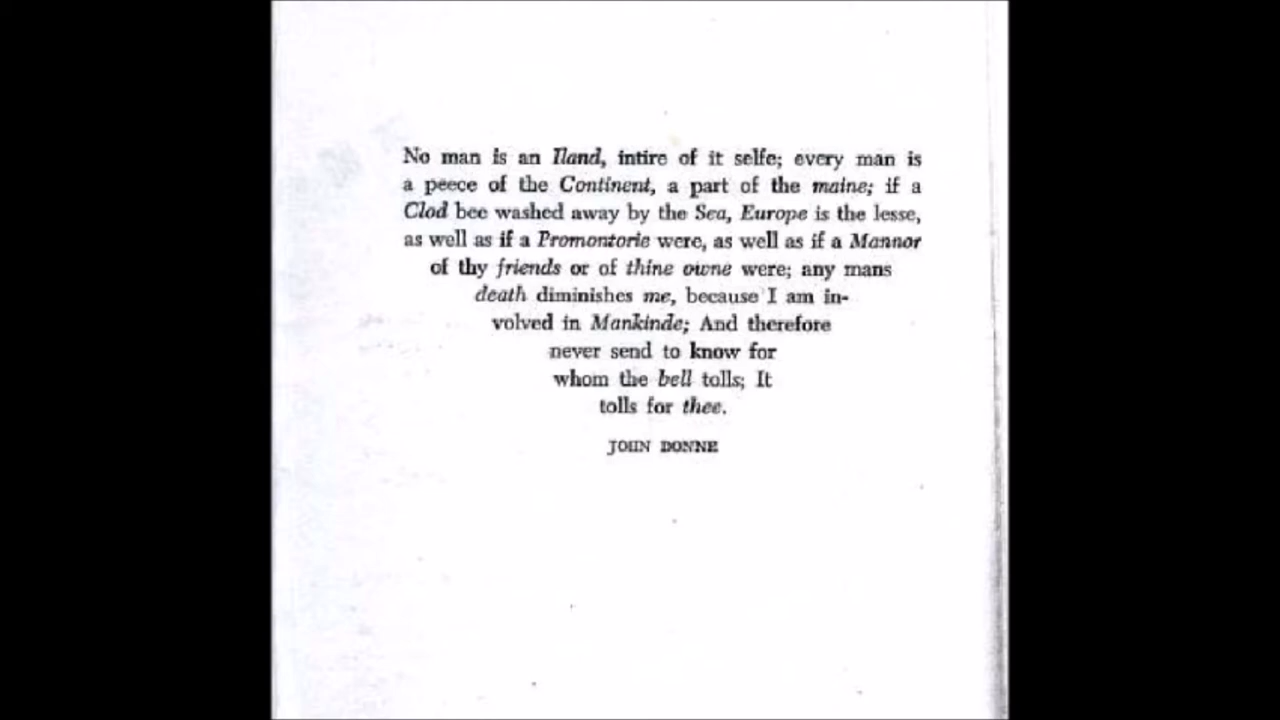 No man is an Iland, intire of it selfe; every man is
a peece of the Continent, a part of the maine; if a
Clod bee washed away by the Sea, Europe is the lesse,
as well as if a Promontorie were, as well as if a Mannor
of thy friends or of thine owne were; any mans
death diminishes me, because I am in-
volved in Mankinde; And therefore
never send to know for
whom the bell tolls; It
tolls for thee.
JOHN DONNE